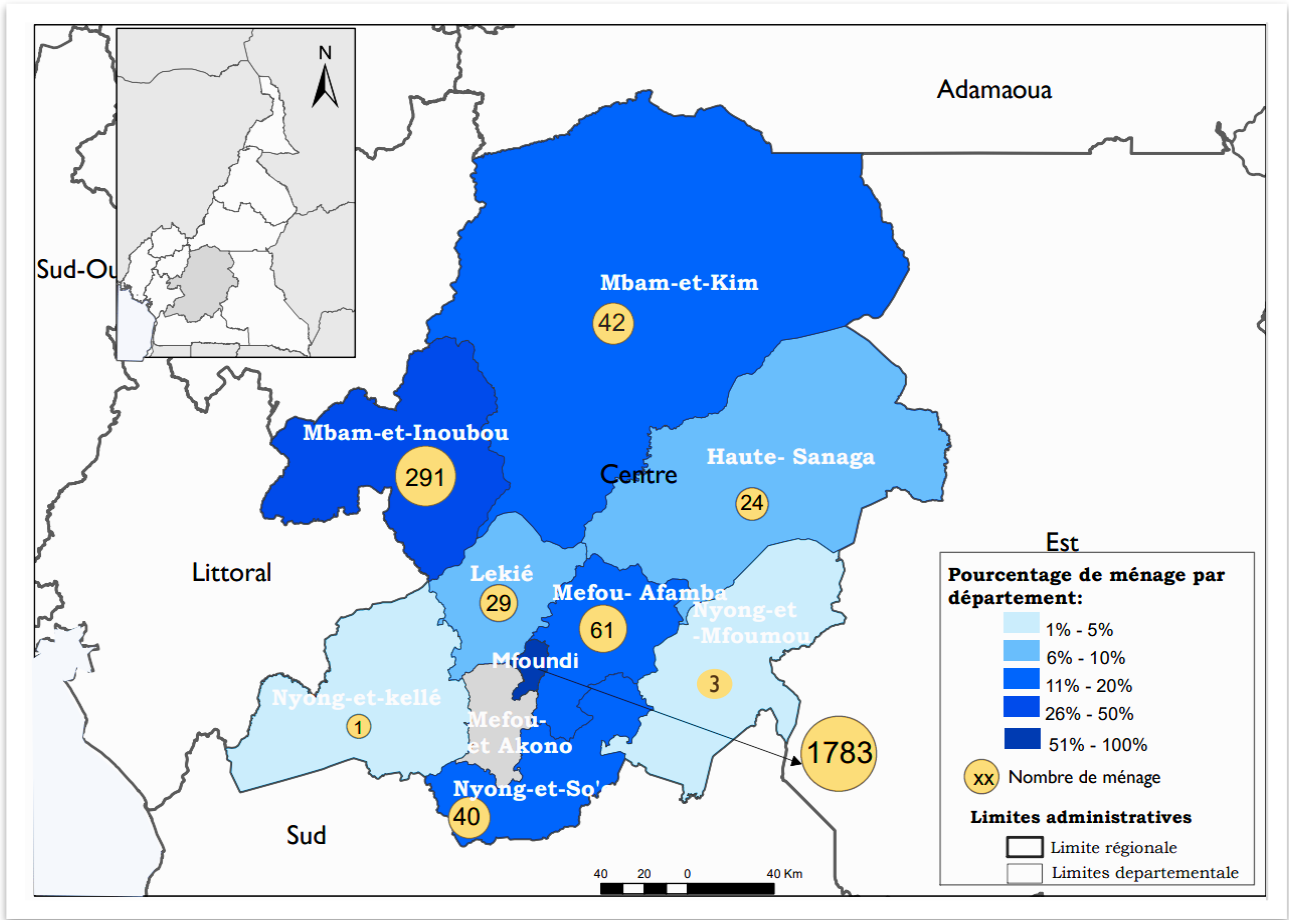 N
Adamaoua
Sud-Ou
Mbam-et-Kim
42
Mbam-et-Inoubou
291
Haute- Sanaga
Centre
24
Est
Littoral
Lekié
29
Mefou- Afamba
61
Nyong-et
-Mfoumou
3
Mfoundi
Nyong-et-kellé
1
Mefou-
et Akono
1783
Nyong-et-So'
40
Sud
40 20 0 40 Km
Pourcentage de ménage par
département:
1% - 5%
6% - 10%
11% - 20%
26% - 50%
51% - 100%
xx Nombre de ménage
Limites administratives
Limite régionale
Limites departementale